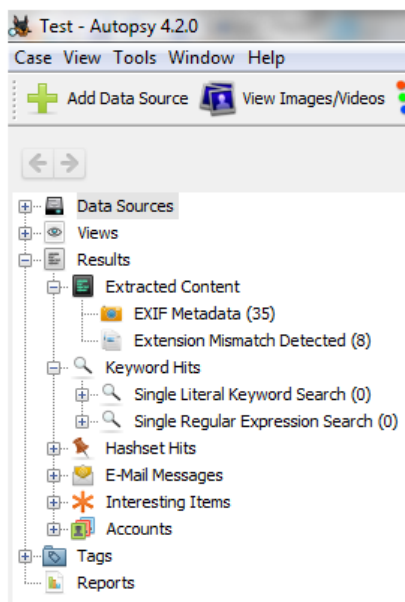 Test - Autopsy 4.2.0
Case View Tools Window Help
Add Data Source View Images/Videos
Data Sources
Views
Results
Extracted Content
EXIF Metadata (35)
Extension Mismatch Detected (8)
Keyword Hits
Single Literal Keyword Search (0)
Single Regular Expression Search (0)
Hashset Hits
E-Mail Messages
Interesting Items
Accounts
Tags
Reports